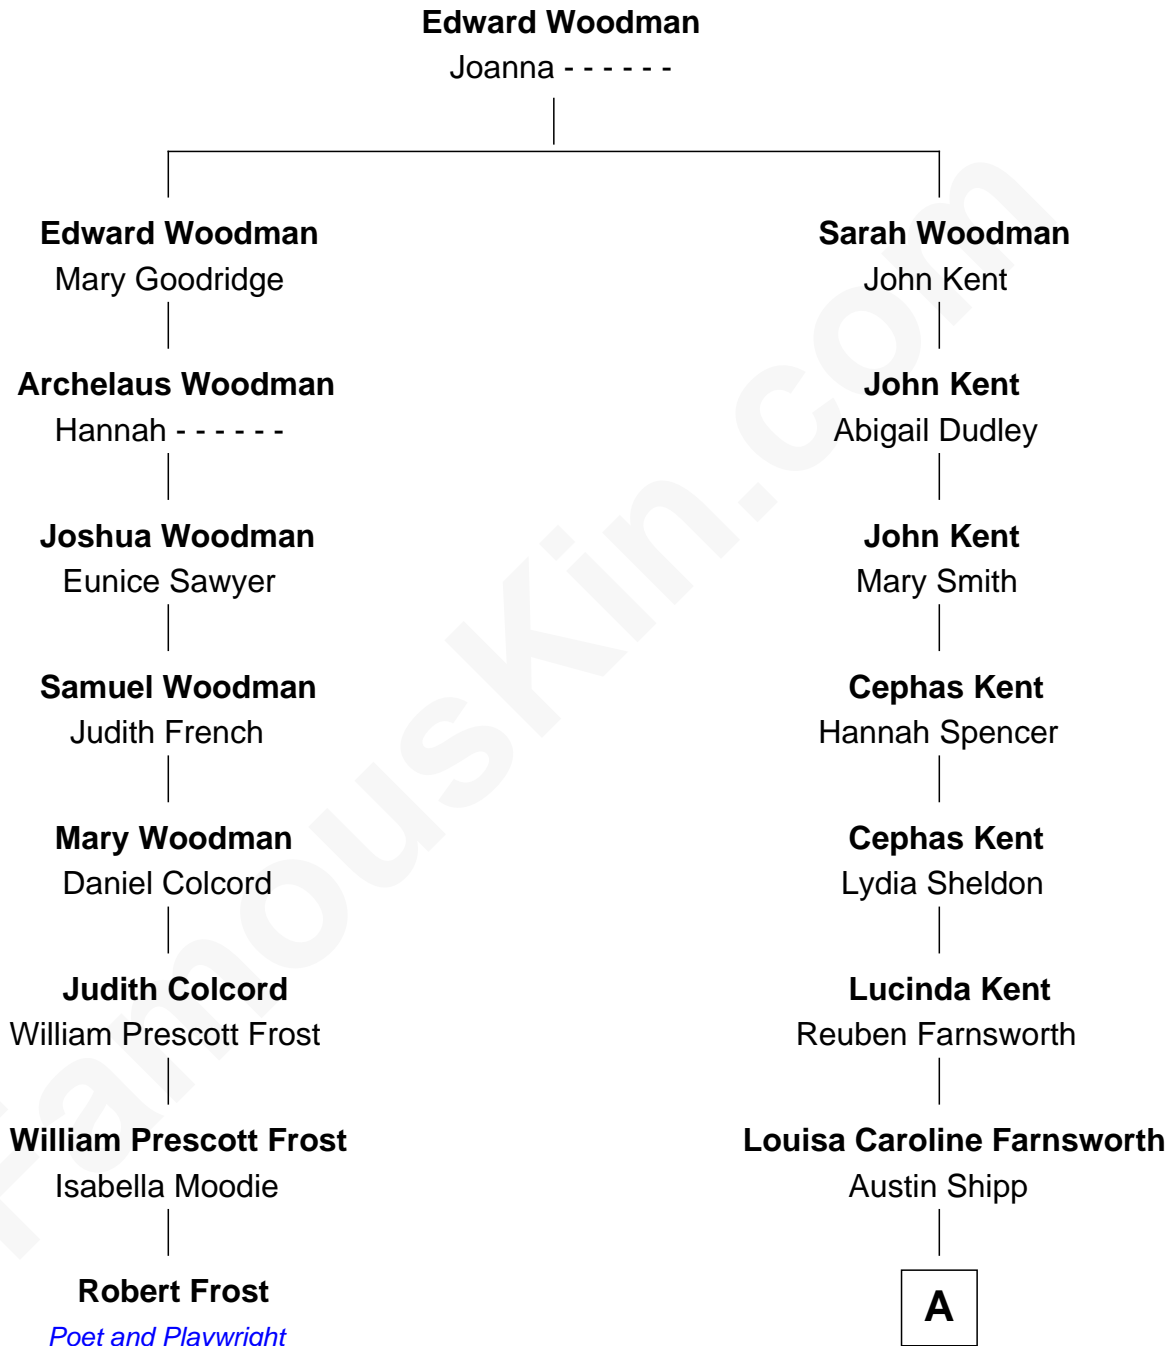 Edward Woodman
Joanna - - - - - -
Edward Woodman
Mary Goodridge
Archelaus Woodman
Hannah - - - - - -
Joshua Woodman
Eunice Sawyer
Samuel Woodman
Judith French
Mary Woodman
Daniel Colcord
Judith Colcord
William Prescott Frost
William Prescott Frost
Isabella Moodie
Robert Frost
Poet and Playwright
Sarah Woodman
John Kent
John Kent
Abigail Dudley
John Kent
Mary Smith
Cephas Kent
Hannah Spencer
Cephas Kent
Lydia Sheldon
Lucinda Kent
Reuben Farnsworth
Louisa Caroline Farnsworth
Austin Shipp
A
FamousKin.com